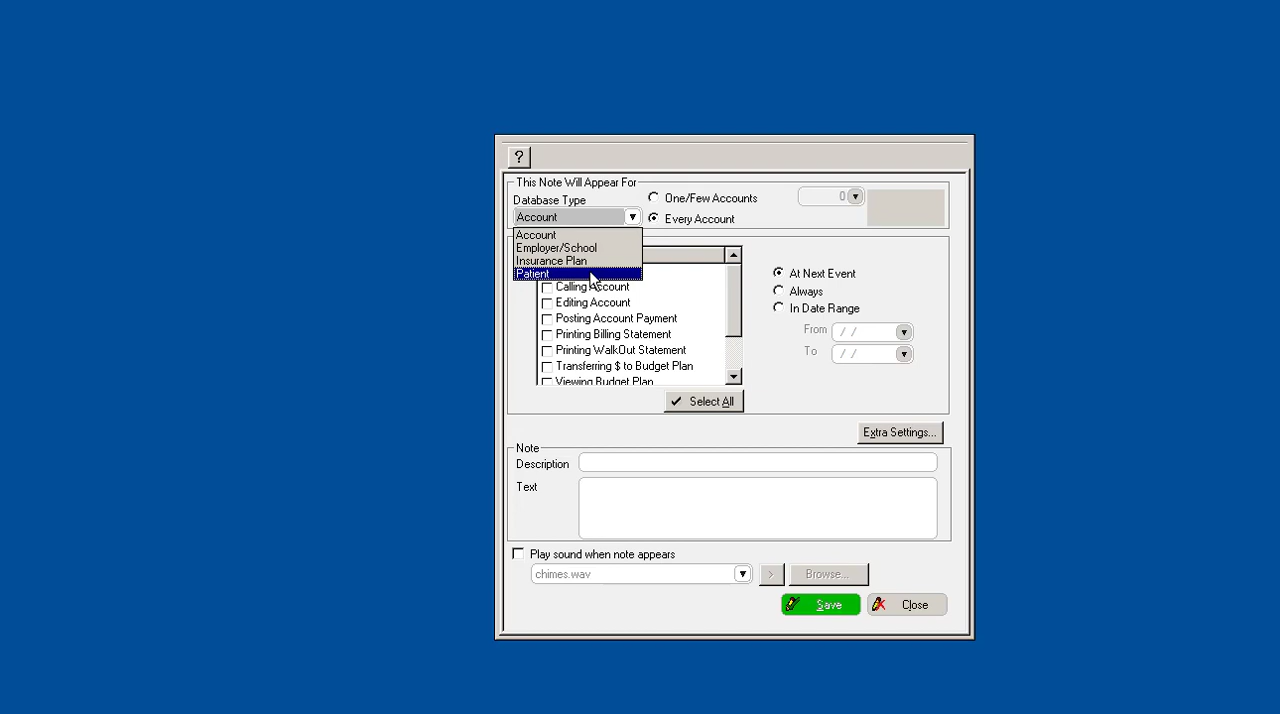 ?
This Note Will Appear For
Database Type
Account
One/Few Accounts
Every Account
0
Account
Employer/School
Insurance Plan
Patient
Calling Account
Editing Account
Posting Account Payment
Printing Billing Statement
Printing WalkOut Statement
Transferring $ to Budget Plan
Viewing Budget Plan
Select All
At Next Event
Always
In Date Range
From / /
To / /
Extra Settings...
Note
Description
Text
Play sound when note appears
chimes.wav
>
Browse...
Save
Close